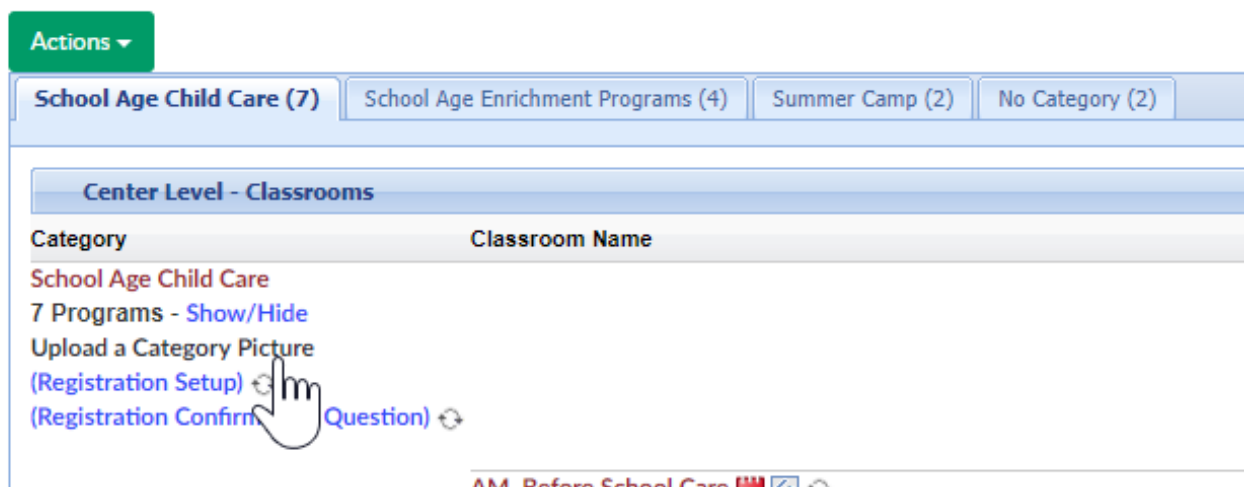 Actions
School Age Child Care (7) School Age Enrichment Programs (4) Summer Camp (2) No Category (2)
Center Level - Classrooms
Category Classroom Name
School Age Child Care
7 Programs - Show/Hide
Upload a Category Picture
(Registration Setup)
(Registration Confirm Question)
AM Before School Care